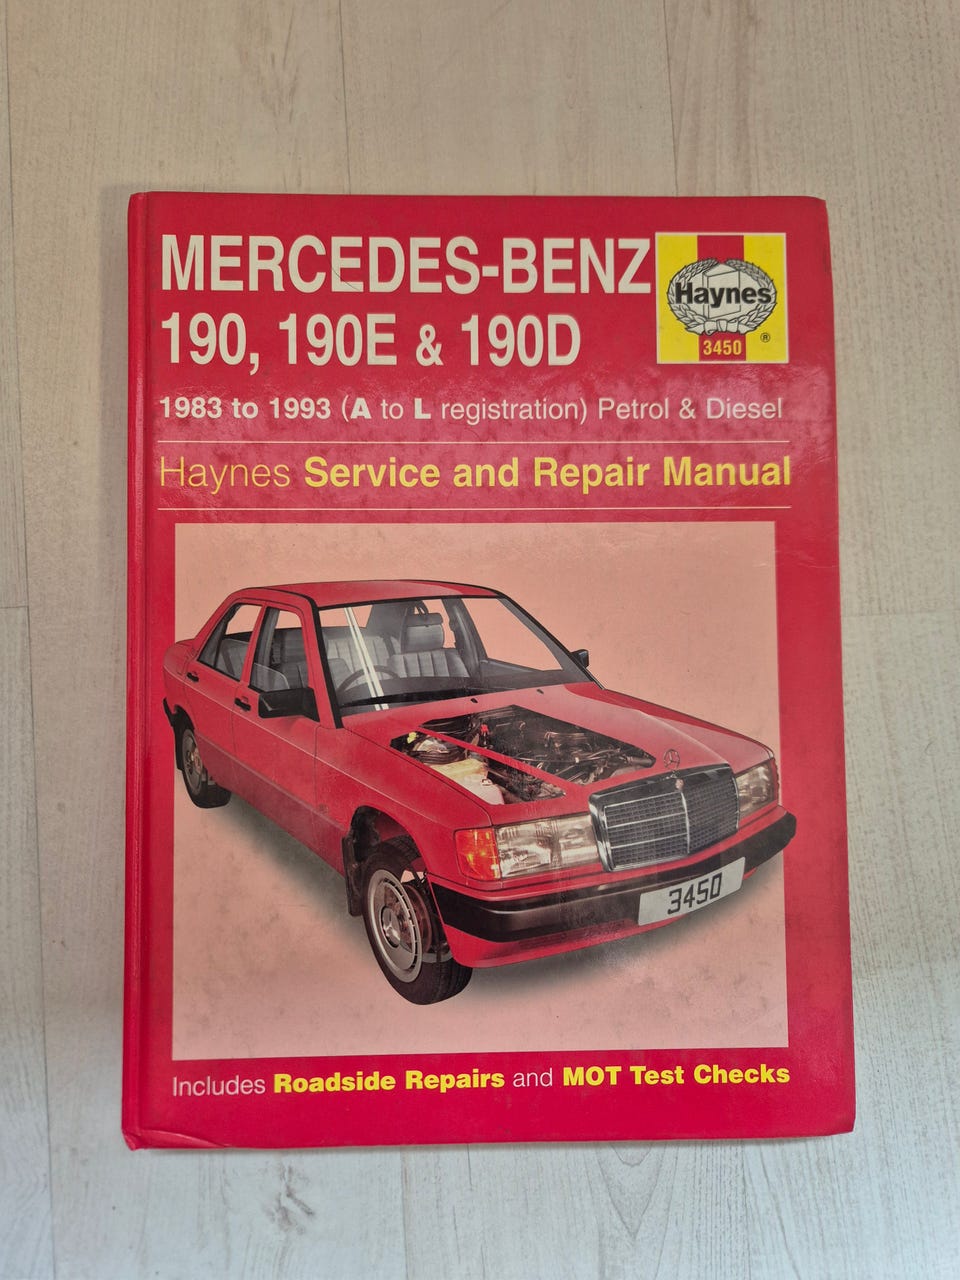 MERCEDES-BENZ
190, 190E & 190D
Haynes
3450
®
1983 to 1993 (A to L registration) Petrol & Diesel
Haynes Service and Repair Manual
3450
Includes Roadside Repairs and MOT Test Checks